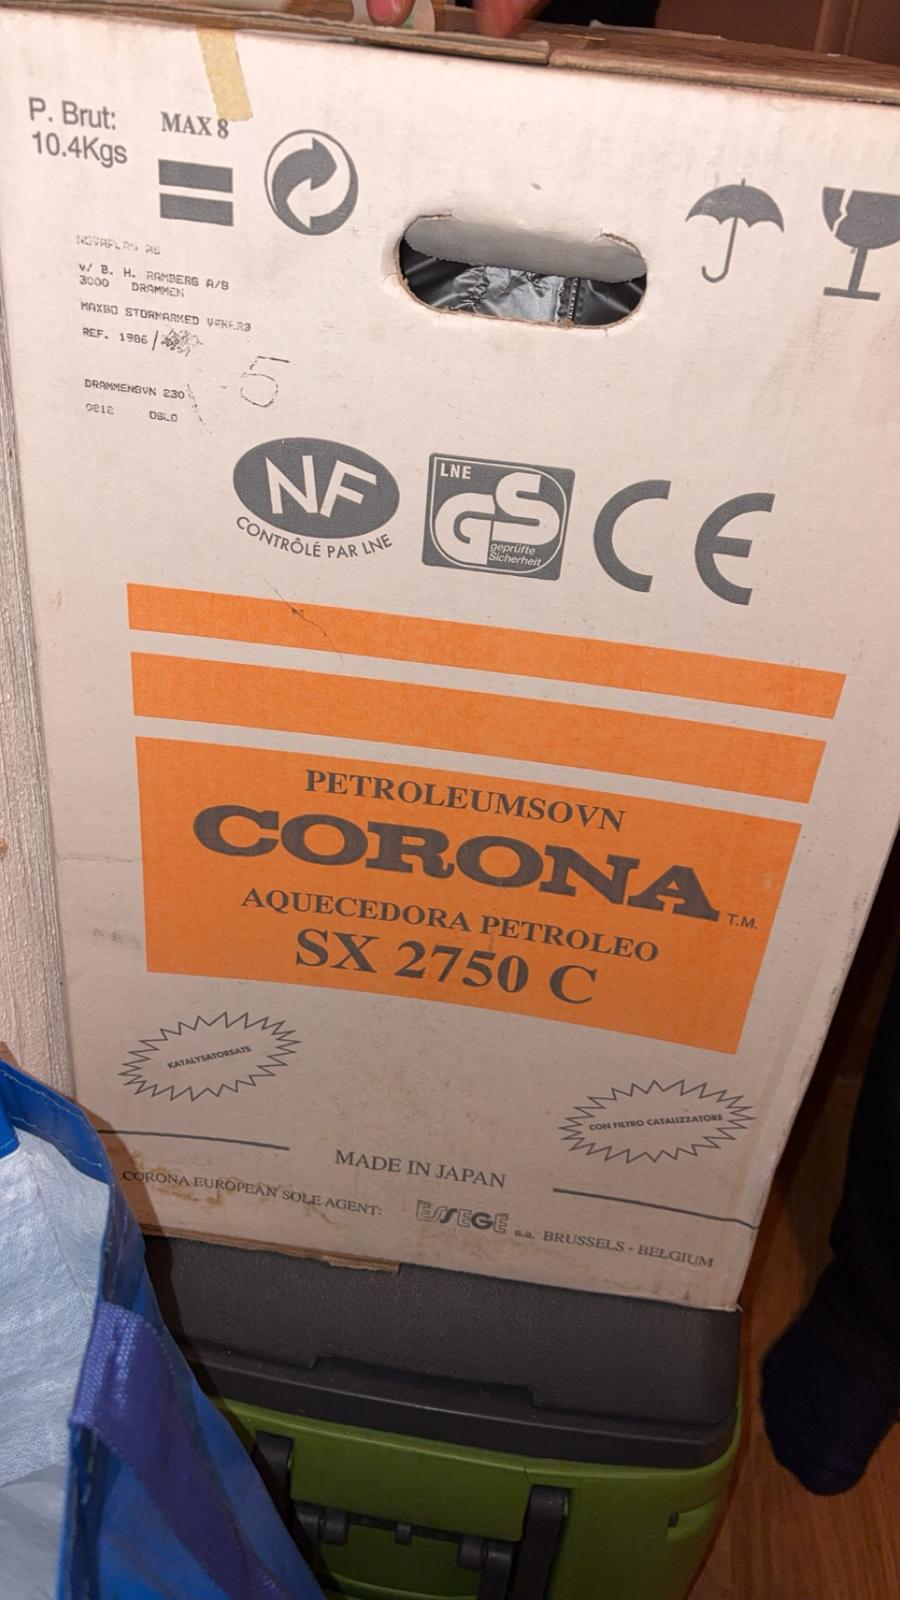 P. Brut:
10.4Kgs
MAX 8
NOVAPLAN AB
v/ B. H. RAMBERG A/S
3000 DRAMMEN
MAXBO STORMARKED
REF. 1986/
5
DRAMMENSVN 230
0212 OSLO
NF
CONTRÔLÉ PAR LNE
LNE
GS
geprüfte
Sicherheit
CE
PETROLEUMSOVN
CORONA T.M.
AQUECEDORA PETROLEO
SX 2750 C
KATALYSATORSATS
CON FILTRO CATALIZZATORE
MADE IN JAPAN
CORONA EUROPEAN SOLE AGENT: ESSEGE s.a. BRUSSELS - BELGIUM